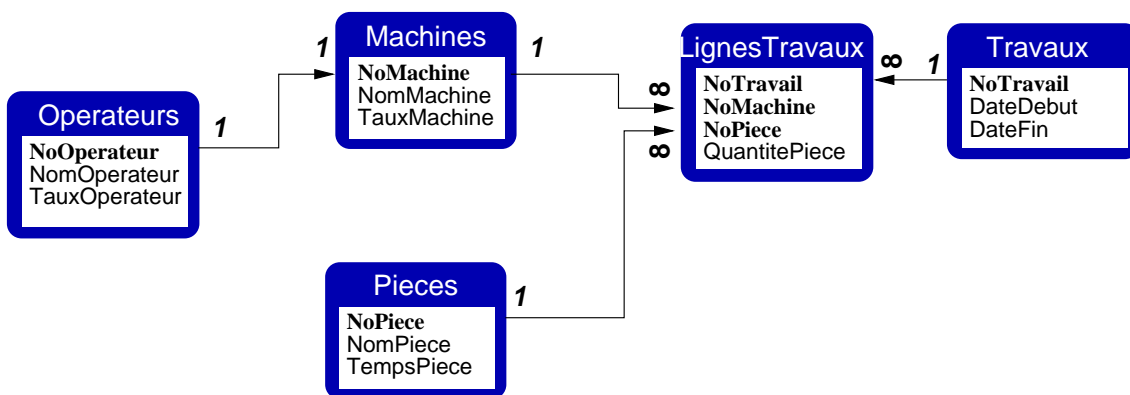 Operateurs
NoOperateur
NomOperateur
TauxOperateur
1
1
Machines
NoMachine
NomMachine
TauxMachine
1
∞
Pieces
NoPiece
NomPiece
TempsPiece
1
∞
LignesTravaux
NoTravail
NoMachine
NoPiece
QuantitePiece
∞
1
Travaux
NoTravail
DateDebut
DateFin